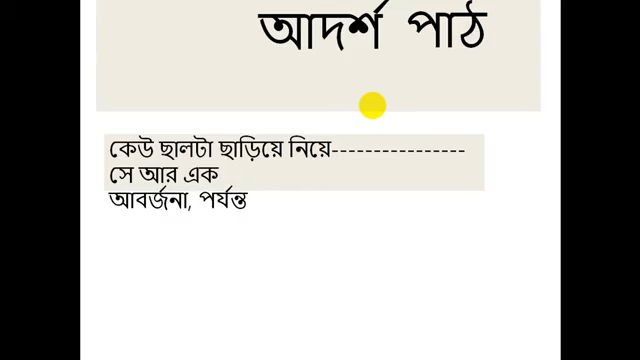 আদর্শ পাঠ
কেউ ছালটা ছাড়িয়ে নিয়ে----------------
সে আর এক
আবর্জনা, পর্যন্ত